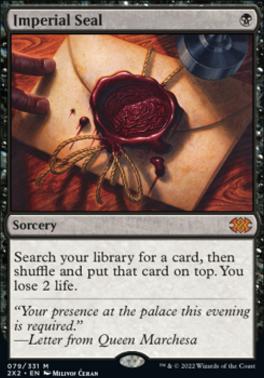 Imperial Seal
Sorcery
Search your library for a card, then
shuffle and put that card on top. You
lose 2 life.
“Your presence at the palace this evening
is required.”
—Letter from Queen Marchesa
079/331 M
2X2 • EN Milivoj Ćeran
™ & © 2022 Wizards of the Coast